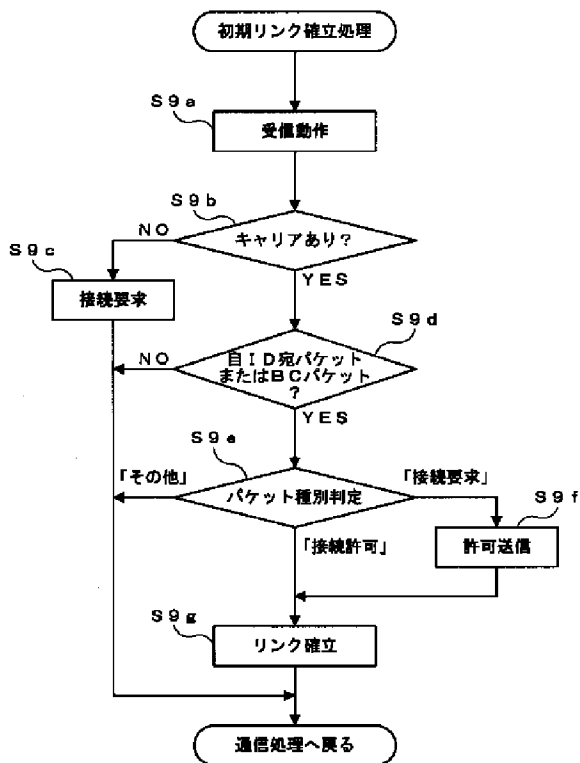 初期リンク確立処理
S9a
受信動作
S9b
キャリアあり?
NO
YES
S9c
接続要求
S9d
自ID宛パケット
またはBCパケット
?
NO
YES
S9e
パケット種別判定
「その他」
「接続要求」
「接続許可」
S9f
許可送信
S9g
リンク確立
通信処理へ戻る